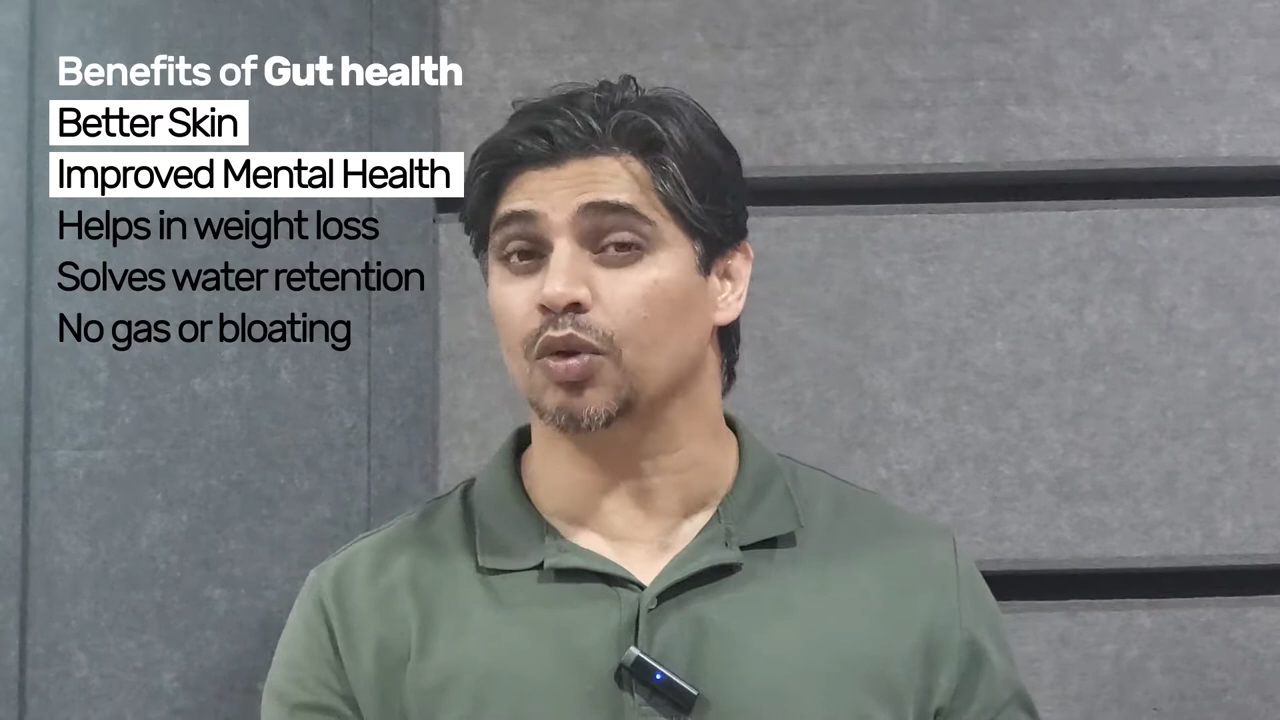 Benefits of Gut health
Better Skin
Improved Mental Health
Helps in weight loss
Solves water retention
No gas or bloating